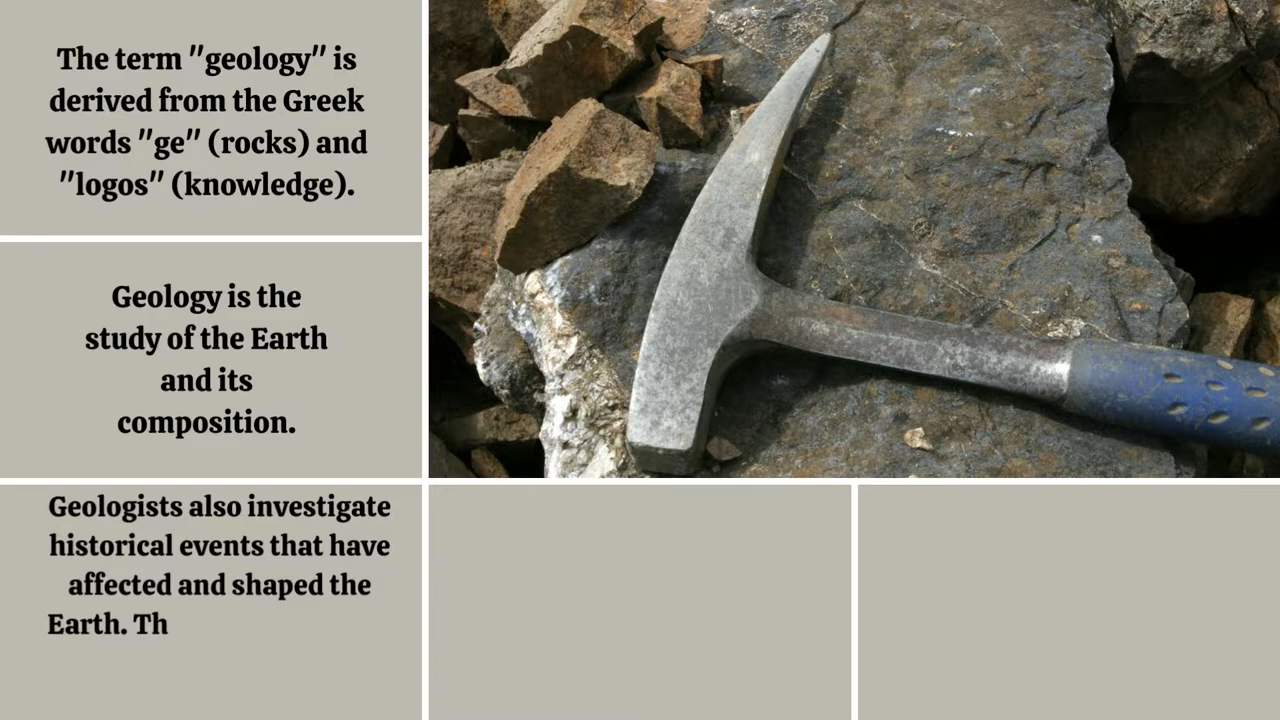 The term "geology" is
derived from the Greek
words "ge" (rocks) and
"logos" (knowledge).
Geology is the
study of the Earth
and its
composition.
Geologists also investigate
historical events that have
affected and shaped the
Earth. Th